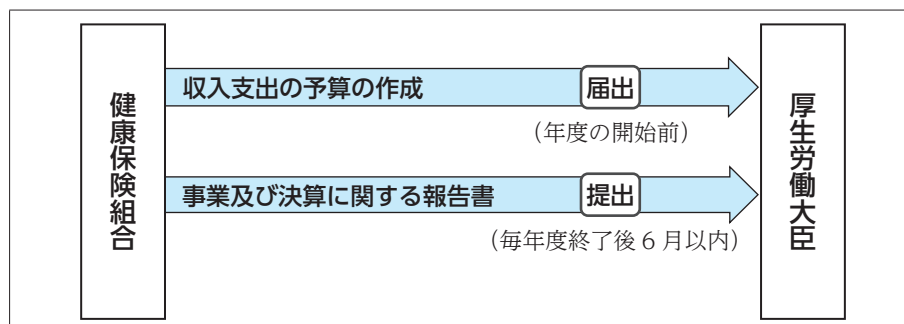 健康保険組合
収入支出の予算の作成 届出
（年度の開始前）
事業及び決算に関する報告書 提出
（毎年度終了後6月以内）
厚生労働大臣